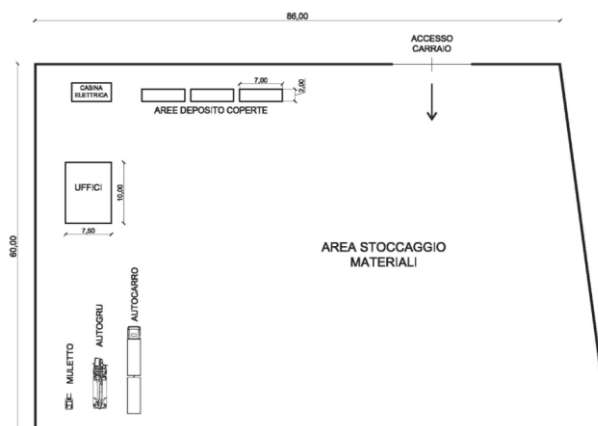 86,00
ACCESSO
CARRAIO
CABINA
ELETTRICA
7,00
2,00
AREE DEPOSITO COPERTE
UFFICI
10,00
7,50
60,00
AREA STOCCAGGIO
MATERIALI
MULETTO
AUTOGRU
AUTOCARRO